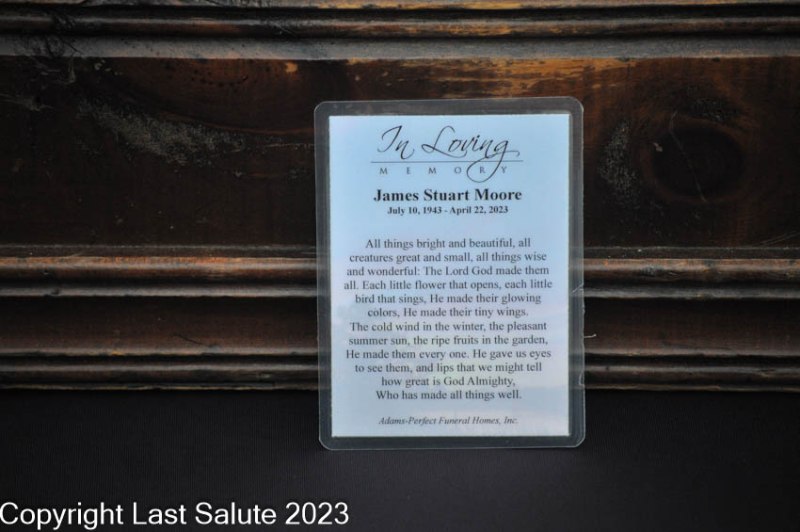 In Loving
MEMORY
James Stuart Moore
July 10, 1943 - April 22, 2023
All things bright and beautiful, all
creatures great and small, all things wise
and wonderful: The Lord God made them
all. Each little flower that opens, each little
bird that sings, He made their glowing
colors, He made their tiny wings.
The cold wind in the winter, the pleasant
summer sun, the ripe fruits in the garden,
He made them every one. He gave us eyes
to see them, and lips that we might tell
how great is God Almighty,
Who has made all things well.
Adams-Perfect Funeral Homes, Inc.
Copyright Last Salute 2023